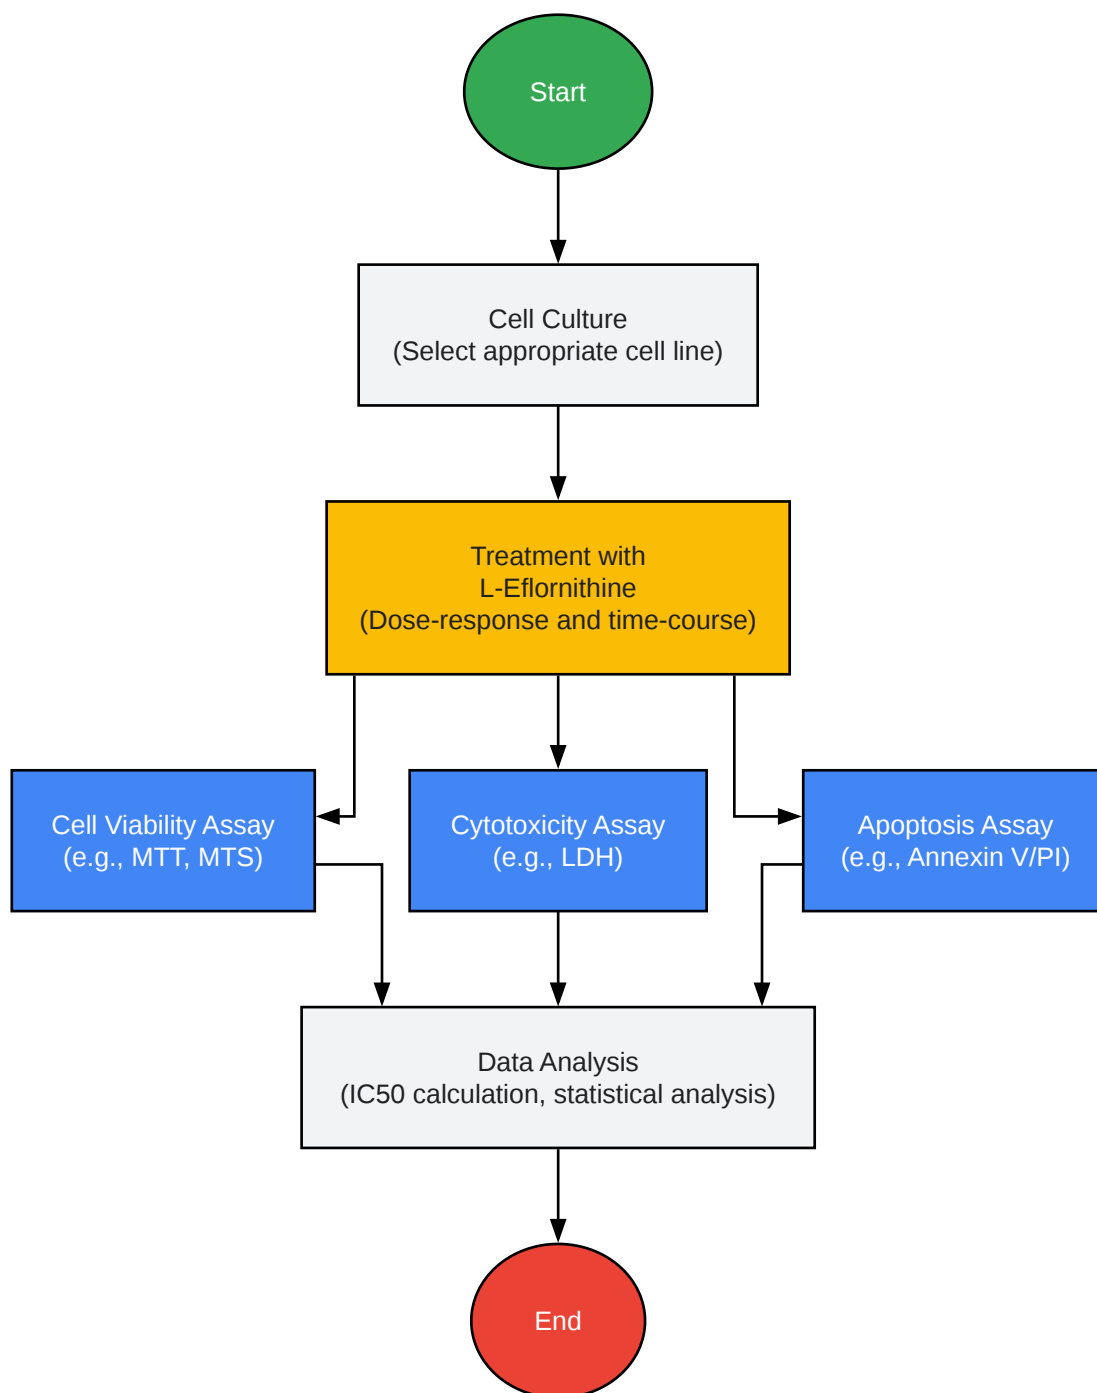 Start
Cell Culture
(Select appropriate cell line)
Treatment with
L-Eflornithine
(Dose-response and time-course)
Cell Viability Assay
(e.g., MTT, MTS)
Cytotoxicity Assay
(e.g., LDH)
Apoptosis Assay
(e.g., Annexin V/PI)
Data Analysis
(IC50 calculation, statistical analysis)
End